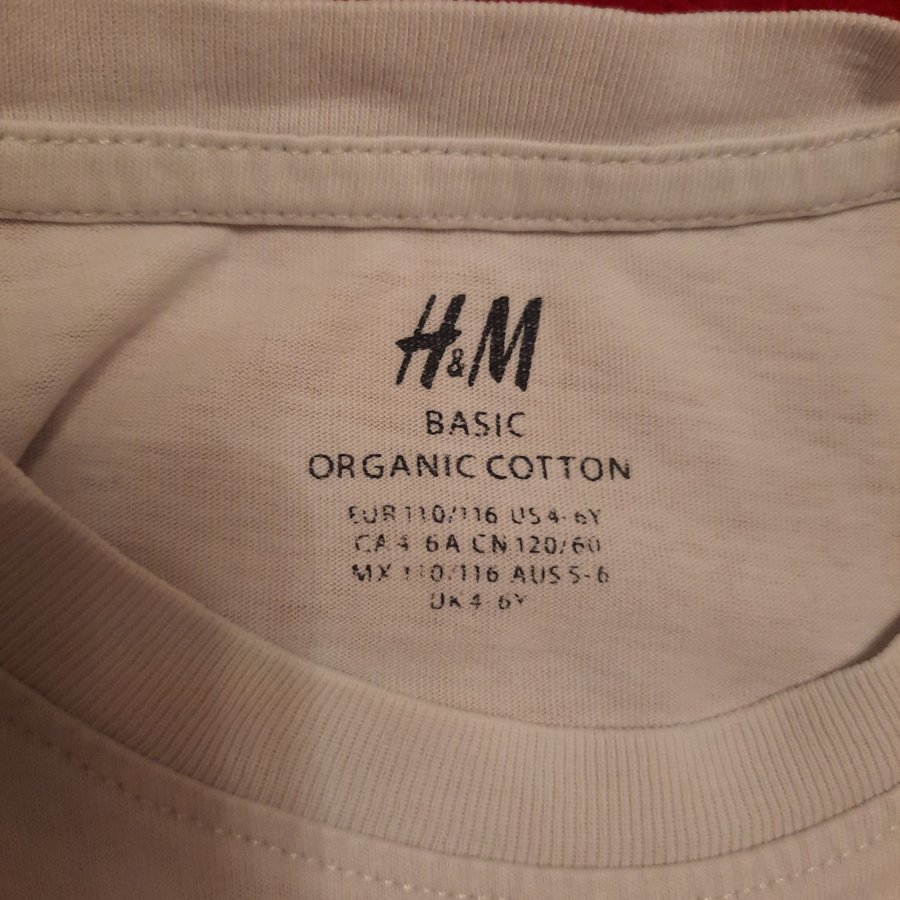 H&M
BASIC
ORGANIC COTTON
EUR 110/116 US 4-6Y
CA 4-6A CN 120/60
MX 110/116 AUS 5-6
UK 4-6Y